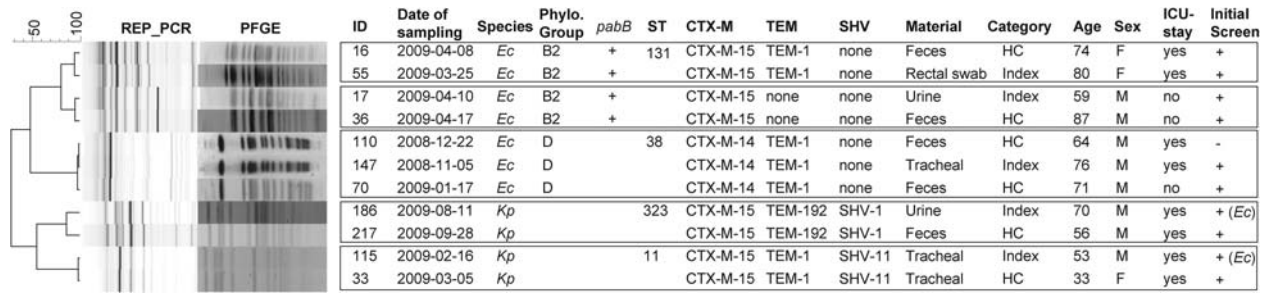 50 100 REP_PCR PFGE ID Date of sampling Species Phylo. Group pabB ST CTX-M TEM SHV Material Category Age Sex ICU-stay Initial Screen
16 2009-04-08 Ec B2 + 131 CTX-M-15 TEM-1 none Feces HC 74 F yes +
55 2009-03-25 Ec B2 + CTX-M-15 TEM-1 none Rectal swab Index 80 F yes +
17 2009-04-10 Ec B2 + CTX-M-15 none none Urine Index 59 M no +
36 2009-04-17 Ec B2 + CTX-M-15 none none Feces HC 87 M no +
110 2008-12-22 Ec D 38 CTX-M-14 TEM-1 none Feces HC 64 M yes -
147 2008-11-05 Ec D CTX-M-14 TEM-1 none Tracheal Index 76 M yes +
70 2009-01-17 Ec D CTX-M-14 TEM-1 none Feces HC 71 M no +
186 2009-08-11 Kp 323 CTX-M-15 TEM-192 SHV-1 Urine Index 70 M yes + (Ec)
217 2009-09-28 Kp CTX-M-15 TEM-192 SHV-1 Feces HC 56 M yes +
115 2009-02-16 Kp 11 CTX-M-15 TEM-1 SHV-11 Tracheal Index 53 M yes + (Ec)
33 2009-03-05 Kp CTX-M-15 TEM-1 SHV-11 Tracheal HC 33 F yes +